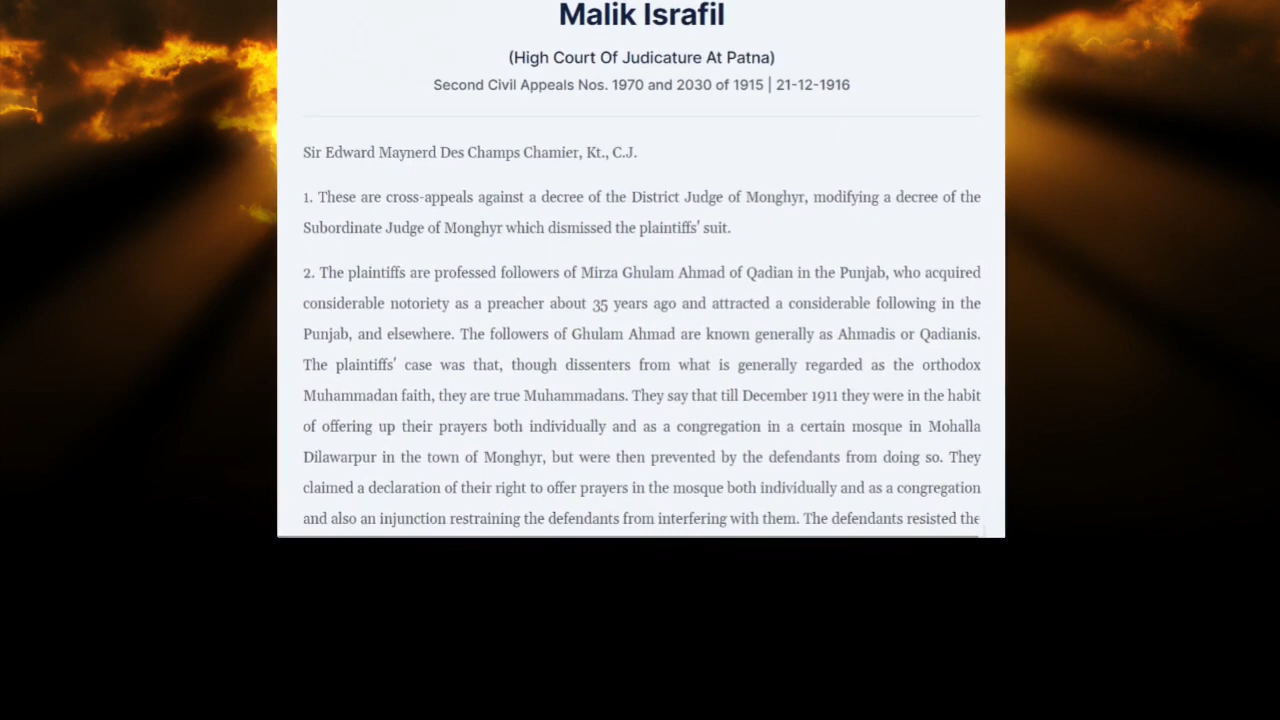 Malik Israfil
(High Court Of Judicature At Patna)
Second Civil Appeals Nos. 1970 and 2030 of 1915 | 21-12-1916
Sir Edward Maynerd Des Champs Chamier, Kt., C.J.
1. These are cross-appeals against a decree of the District Judge of Monghyr, modifying a decree of the
Subordinate Judge of Monghyr which dismissed the plaintiffs' suit.
2. The plaintiffs are professed followers of Mirza Ghulam Ahmad of Qadian in the Punjab, who acquired
considerable notoriety as a preacher about 35 years ago and attracted a considerable following in the
Punjab, and elsewhere. The followers of Ghulam Ahmad are known generally as Ahmadis or Qadianis.
The plaintiffs' case was that, though dissenters from what is generally regarded as the orthodox
Muhammadan faith, they are true Muhammadans. They say that till December 1911 they were in the habit
of offering up their prayers both individually and as a congregation in a certain mosque in Mohalla
Dilawarpur in the town of Monghyr, but were then prevented by the defendants from doing so. They
claimed a declaration of their right to offer prayers in the mosque both individually and as a congregation
and also an injunction restraining the defendants from interfering with them. The defendants resisted the